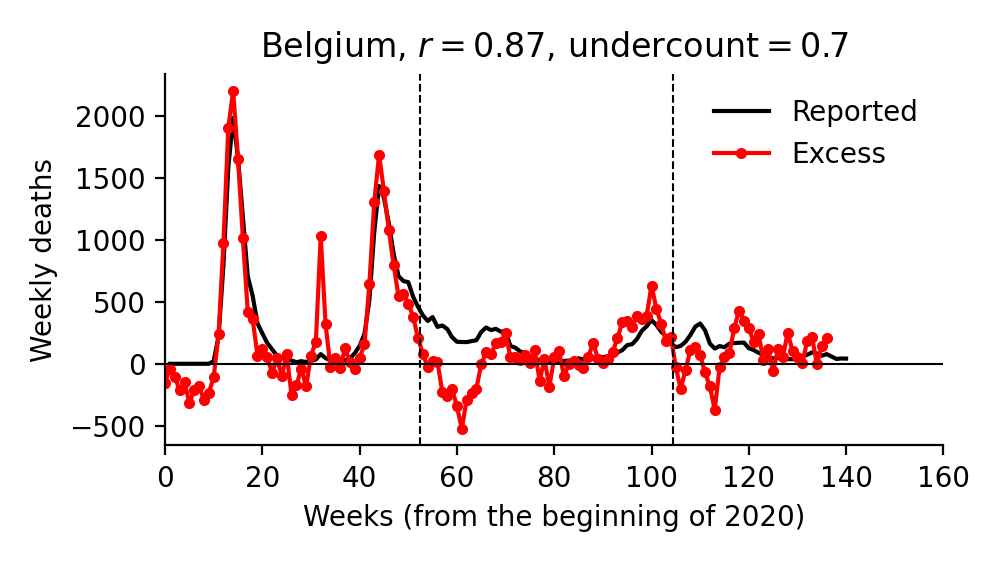 Belgium, r = 0.87, undercount = 0.7
Weekly deaths
2000
1500
1000
500
0
−500
Reported
Excess
0 20 40 60 80 100 120 140 160
Weeks (from the beginning of 2020)